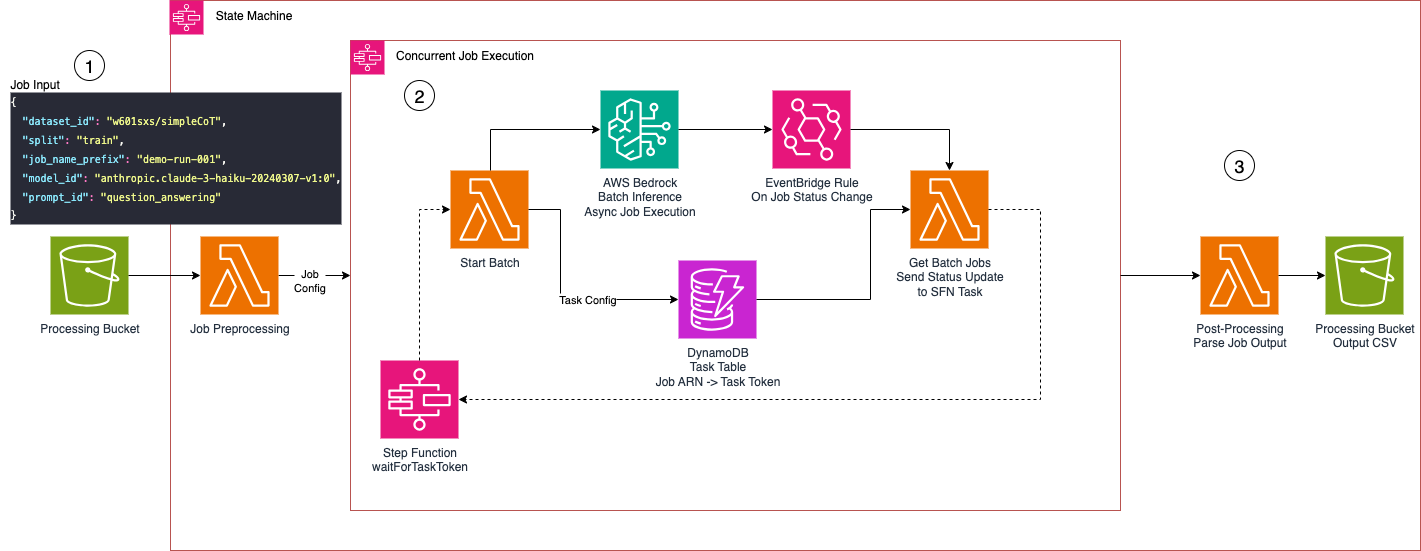 State Machine
Concurrent Job Execution
1
Job Input
{
"dataset_id": "w601sxs/simpleCoT",
"split": "train",
"job_name_prefix": "demo-run-001",
"model_id": "anthropic.claude-3-haiku-20240307-v1:0",
"prompt_id": "question_answering"
}
Processing Bucket
Job Preprocessing
Job
Config
2
Start Batch
AWS Bedrock
Batch Inference
Async Job Execution
EventBridge Rule
On Job Status Change
Task Config
DynamoDB
Task Table
Job ARN -> Task Token
Get Batch Jobs
Send Status Update
to SFN Task
Step Function
waitForTaskToken
3
Post-Processing
Parse Job Output
Processing Bucket
Output CSV